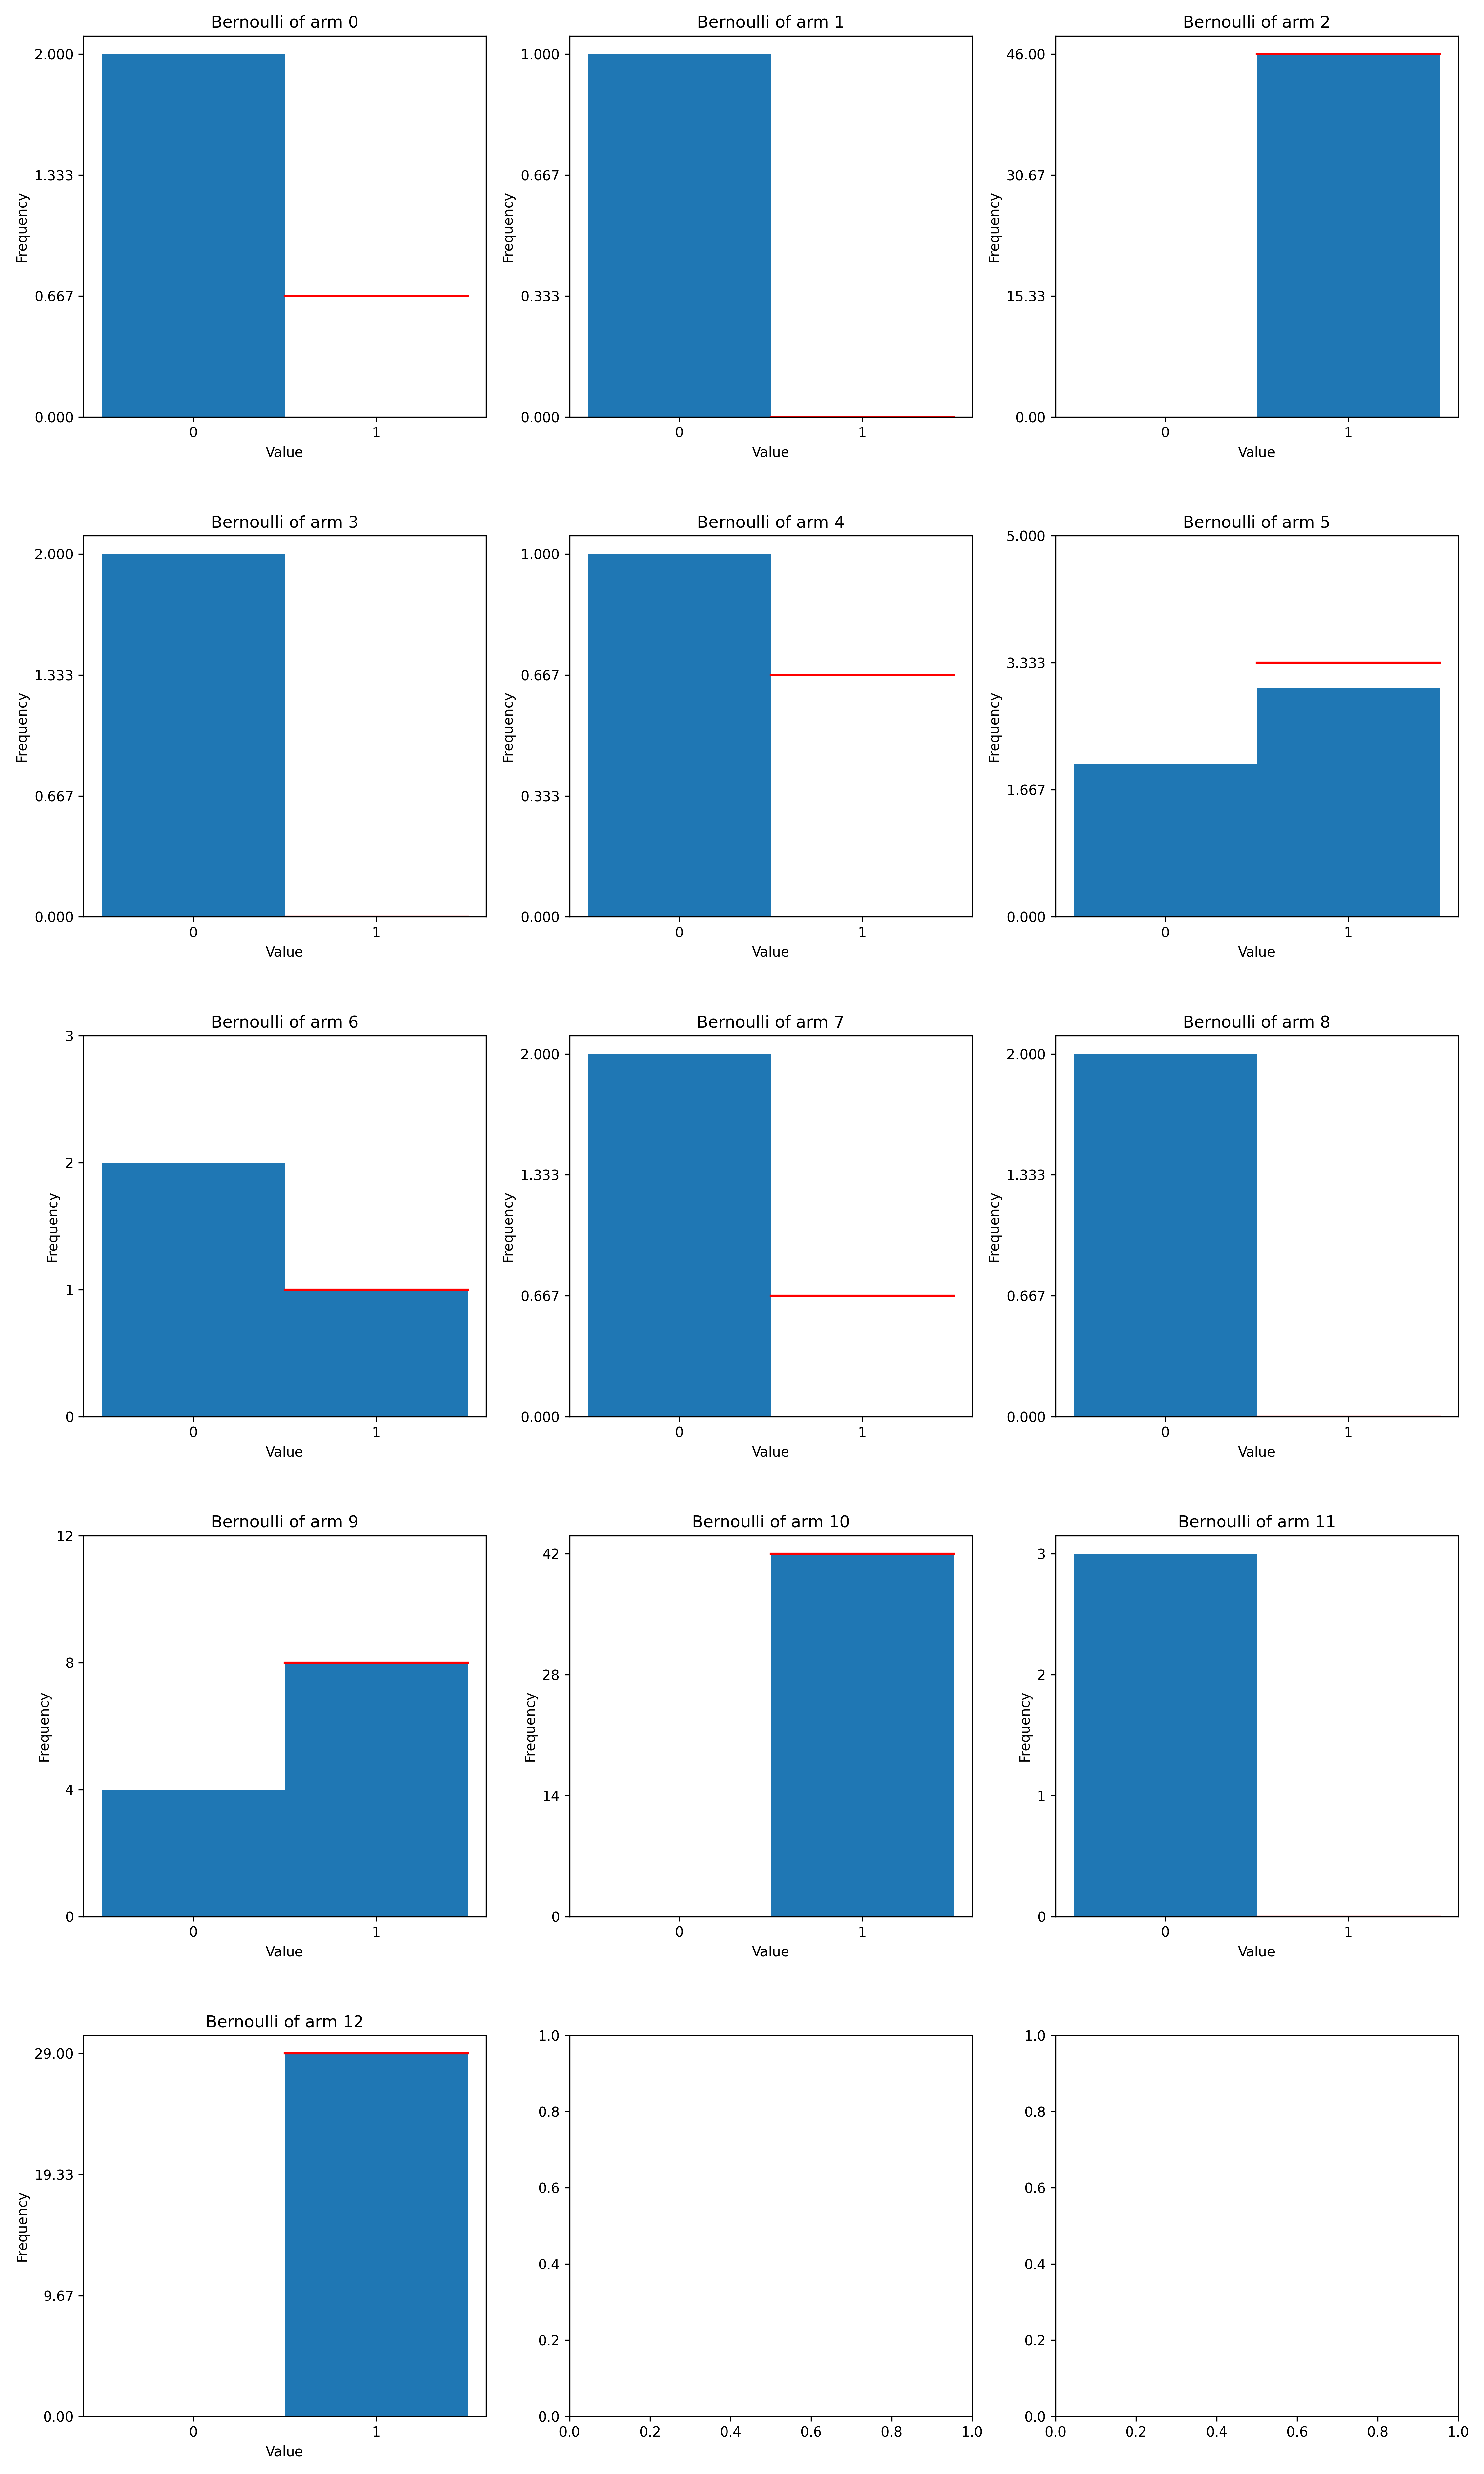 Bernoulli of arm 0
2.000
1.333
0.667
0.000
Frequency
0 1
Value
Bernoulli of arm 1
1.000
0.667
0.333
0.000
Frequency
0 1
Value
Bernoulli of arm 2
46.00
30.67
15.33
0.00
Frequency
0 1
Value
Bernoulli of arm 3
2.000
1.333
0.667
0.000
Frequency
0 1
Value
Bernoulli of arm 4
1.000
0.667
0.333
0.000
Frequency
0 1
Value
Bernoulli of arm 5
5.000
3.333
1.667
0.000
Frequency
0 1
Value
Bernoulli of arm 6
3
2
1
0
Frequency
0 1
Value
Bernoulli of arm 7
2.000
1.333
0.667
0.000
Frequency
0 1
Value
Bernoulli of arm 8
2.000
1.333
0.667
0.000
Frequency
0 1
Value
Bernoulli of arm 9
12
8
4
0
Frequency
0 1
Value
Bernoulli of arm 10
42
28
14
0
Frequency
0 1
Value
Bernoulli of arm 11
3
2
1
0
Frequency
0 1
Value
Bernoulli of arm 12
29.00
19.33
9.67
0.00
Frequency
0 1
Value
1.0
0.8
0.6
0.4
0.2
0.0
0.0 0.2 0.4 0.6 0.8 1.0
1.0
0.8
0.6
0.4
0.2
0.0
0.0 0.2 0.4 0.6 0.8 1.0